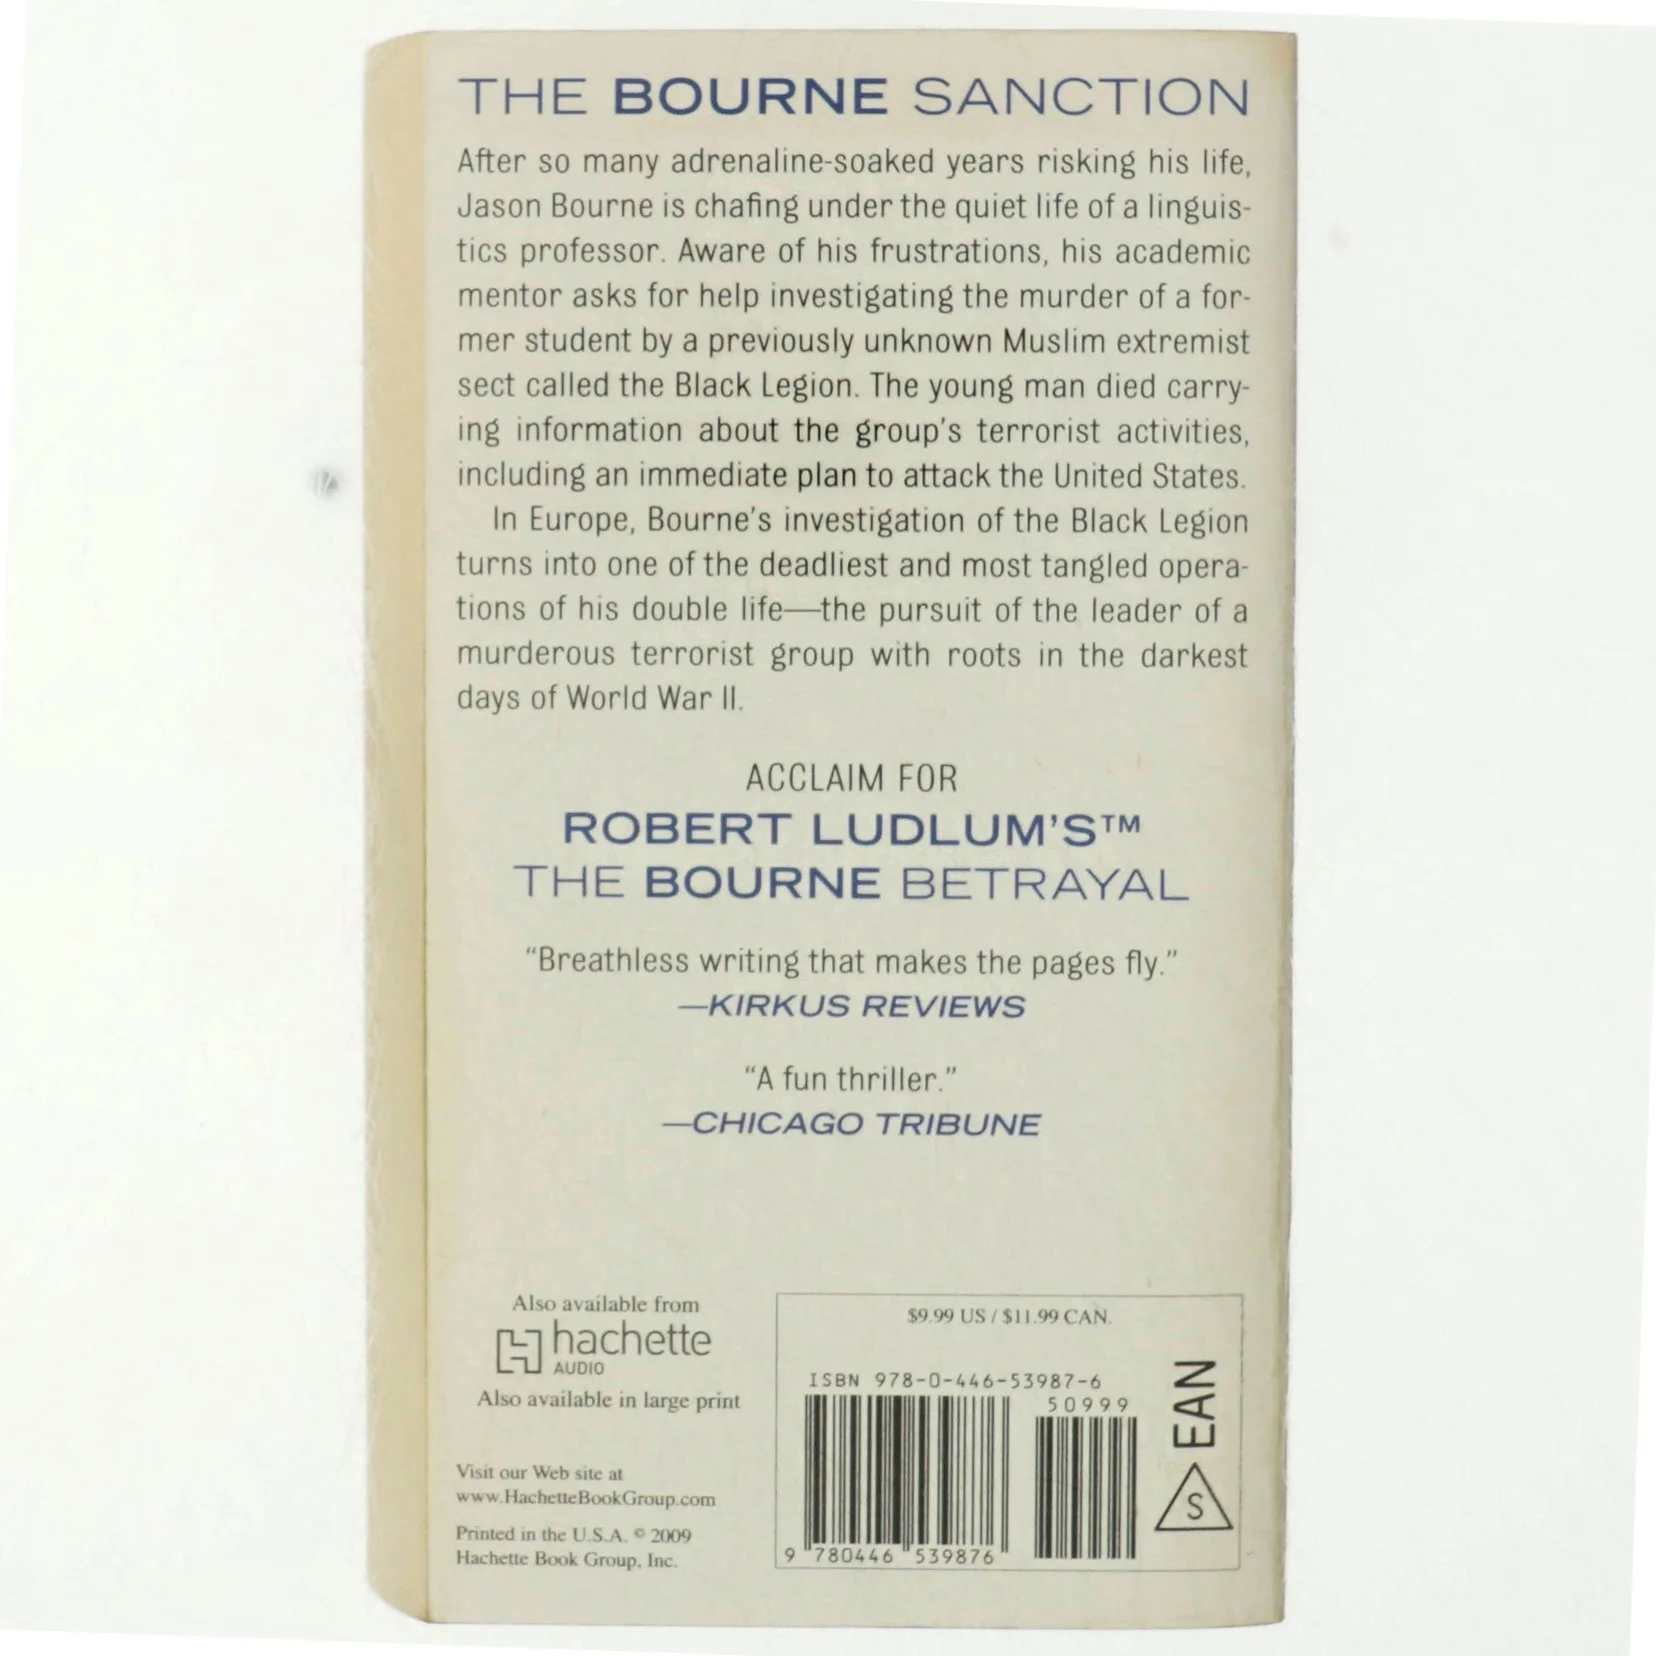 THE BOURNE SANCTION
After so many adrenaline-soaked years risking his life,
Jason Bourne is chafing under the quiet life of a linguis-
tics professor. Aware of his frustrations, his academic
mentor asks for help investigating the murder of a for-
mer student by a previously unknown Muslim extremist
sect called the Black Legion. The young man died carry-
ing information about the group's terrorist activities,
including an immediate plan to attack the United States.
In Europe, Bourne's investigation of the Black Legion
turns into one of the deadliest and most tangled opera-
tions of his double life—the pursuit of the leader of a
murderous terrorist group with roots in the darkest
days of World War II.
ACCLAIM FOR
ROBERT LUDLUM'S™
THE BOURNE BETRAYAL
“Breathless writing that makes the pages fly.”
—KIRKUS REVIEWS
“A fun thriller.”
—CHICAGO TRIBUNE
Also available from
hachette
AUDIO
Also available in large print
Visit our Web site at
www.HachetteBookGroup.com
Printed in the U.S.A. © 2009
Hachette Book Group, Inc.
$9.99 US / $11.99 CAN.
ISBN 978-0-446-53987-6
50999
9 780446 539876
EAN
S